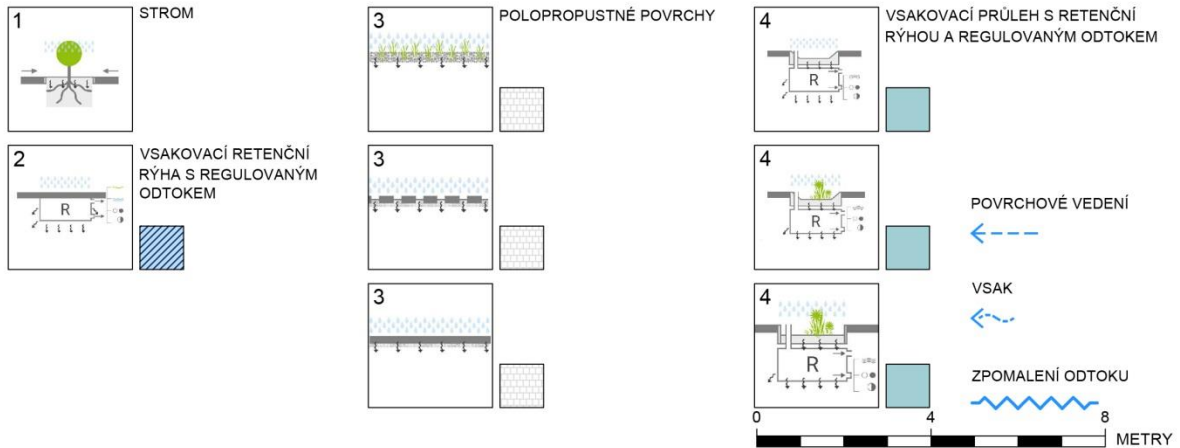 1
STROM
2
VSAKOVACÍ RETENČNÍ
RÝHA S REGULOVANÝM
ODTOKEM
R
3
POLOPROPUSTNÉ POVRCHY
3
3
4
VSAKOVACÍ PRŮLEH S RETENČNÍ
RÝHOU A REGULOVANÝM ODTOKEM
R
4
R
4
R
POVRCHOVÉ VEDENÍ
VSAK
ZPOMALENÍ ODTOKU
0 4 8
METRY